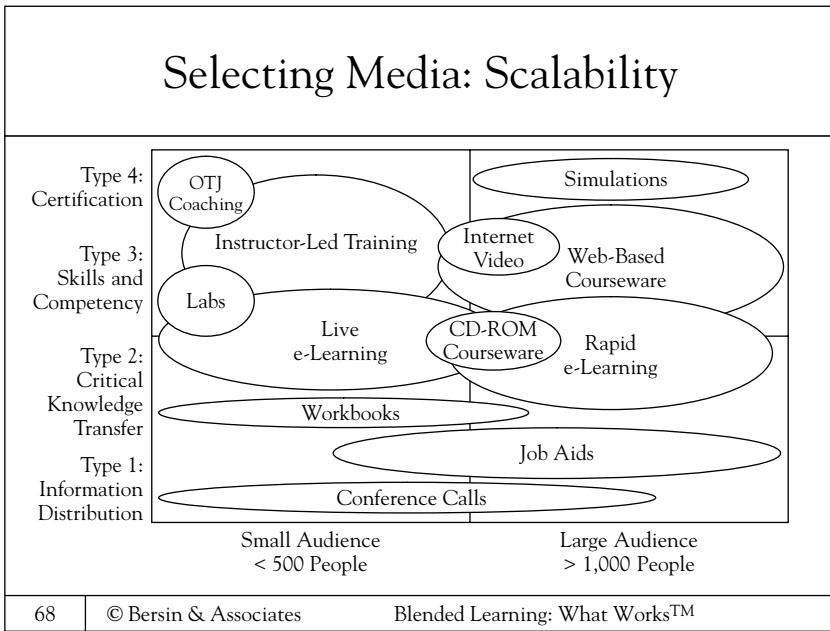 Selecting Media: Scalability
Type 4:
Certification
Type 3:
Skills and
Competency
Type 2:
Critical
Knowledge
Transfer
Type 1:
Information
Distribution
OTJ
Coaching
Instructor-Led Training
Labs
Live
e-Learning
Workbooks
Conference Calls
Simulations
Internet
Video
Web-Based
Courseware
CD-ROM
Courseware
Rapid
e-Learning
Job Aids
Small Audience
< 500 People
Large Audience
> 1,000 People
68 © Bersin & Associates Blended Learning: What Works™